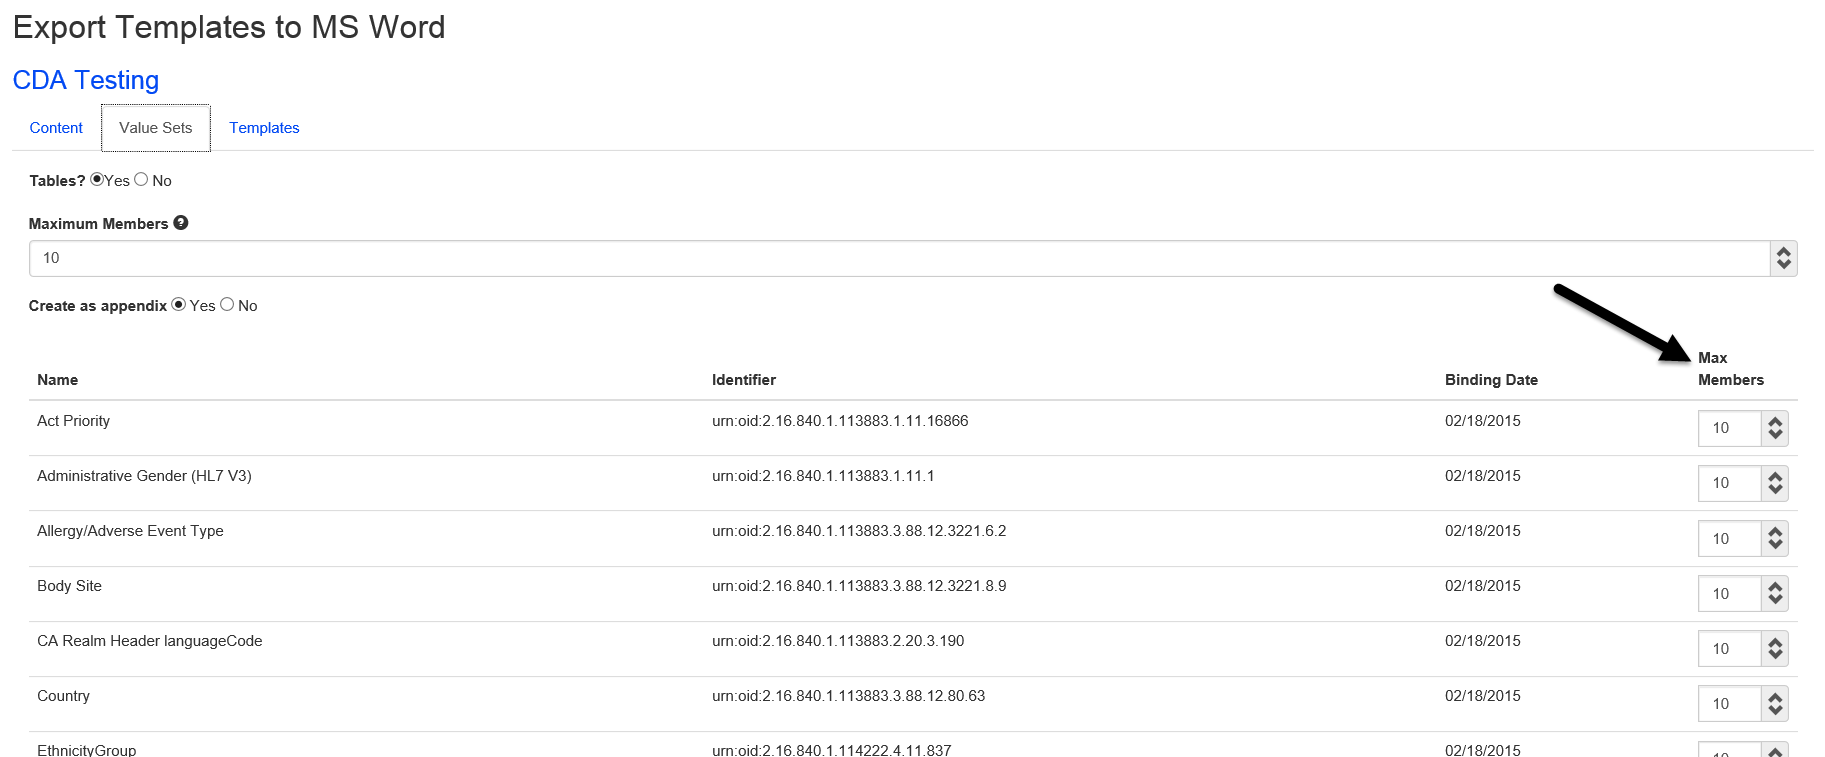 Export Templates to MS Word
CDA Testing
Content Value Sets Templates
Tables? Yes No
Maximum Members ?
10
Create as appendix Yes No
Name Identifier Binding Date Max Members
Act Priority urn:oid:2.16.840.1.113883.1.11.16866 02/18/2015 10
Administrative Gender (HL7 V3) urn:oid:2.16.840.1.113883.1.11.1 02/18/2015 10
Allergy/Adverse Event Type urn:oid:2.16.840.1.113883.3.88.12.3221.6.2 02/18/2015 10
Body Site urn:oid:2.16.840.1.113883.3.88.12.3221.8.9 02/18/2015 10
CA Realm Header languageCode urn:oid:2.16.840.1.113883.2.20.3.190 02/18/2015 10
Country urn:oid:2.16.840.1.113883.3.88.12.80.63 02/18/2015 10
EthnicityGroup urn:oid:2.16.840.1.114222.4.11.837 02/18/2015 10